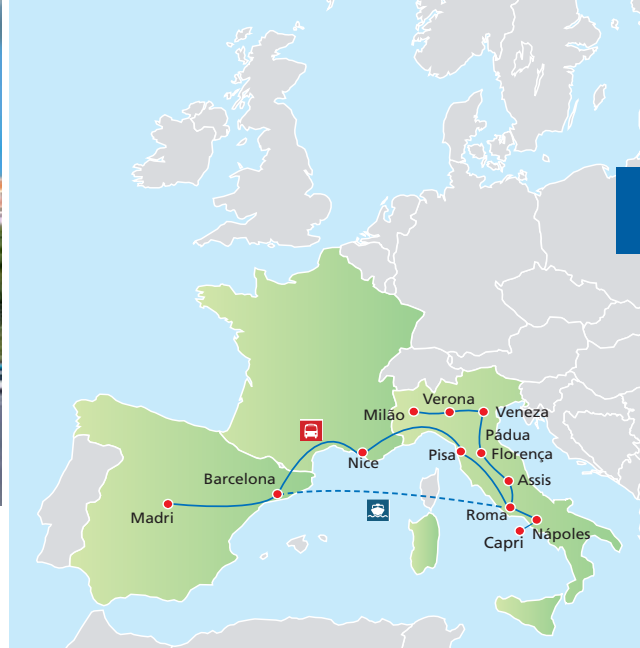 Verona
Milão
Veneza
Pádua
Pisa
Florença
Nice
Assis
Barcelona
Madri
Roma
Nápoles
Capri